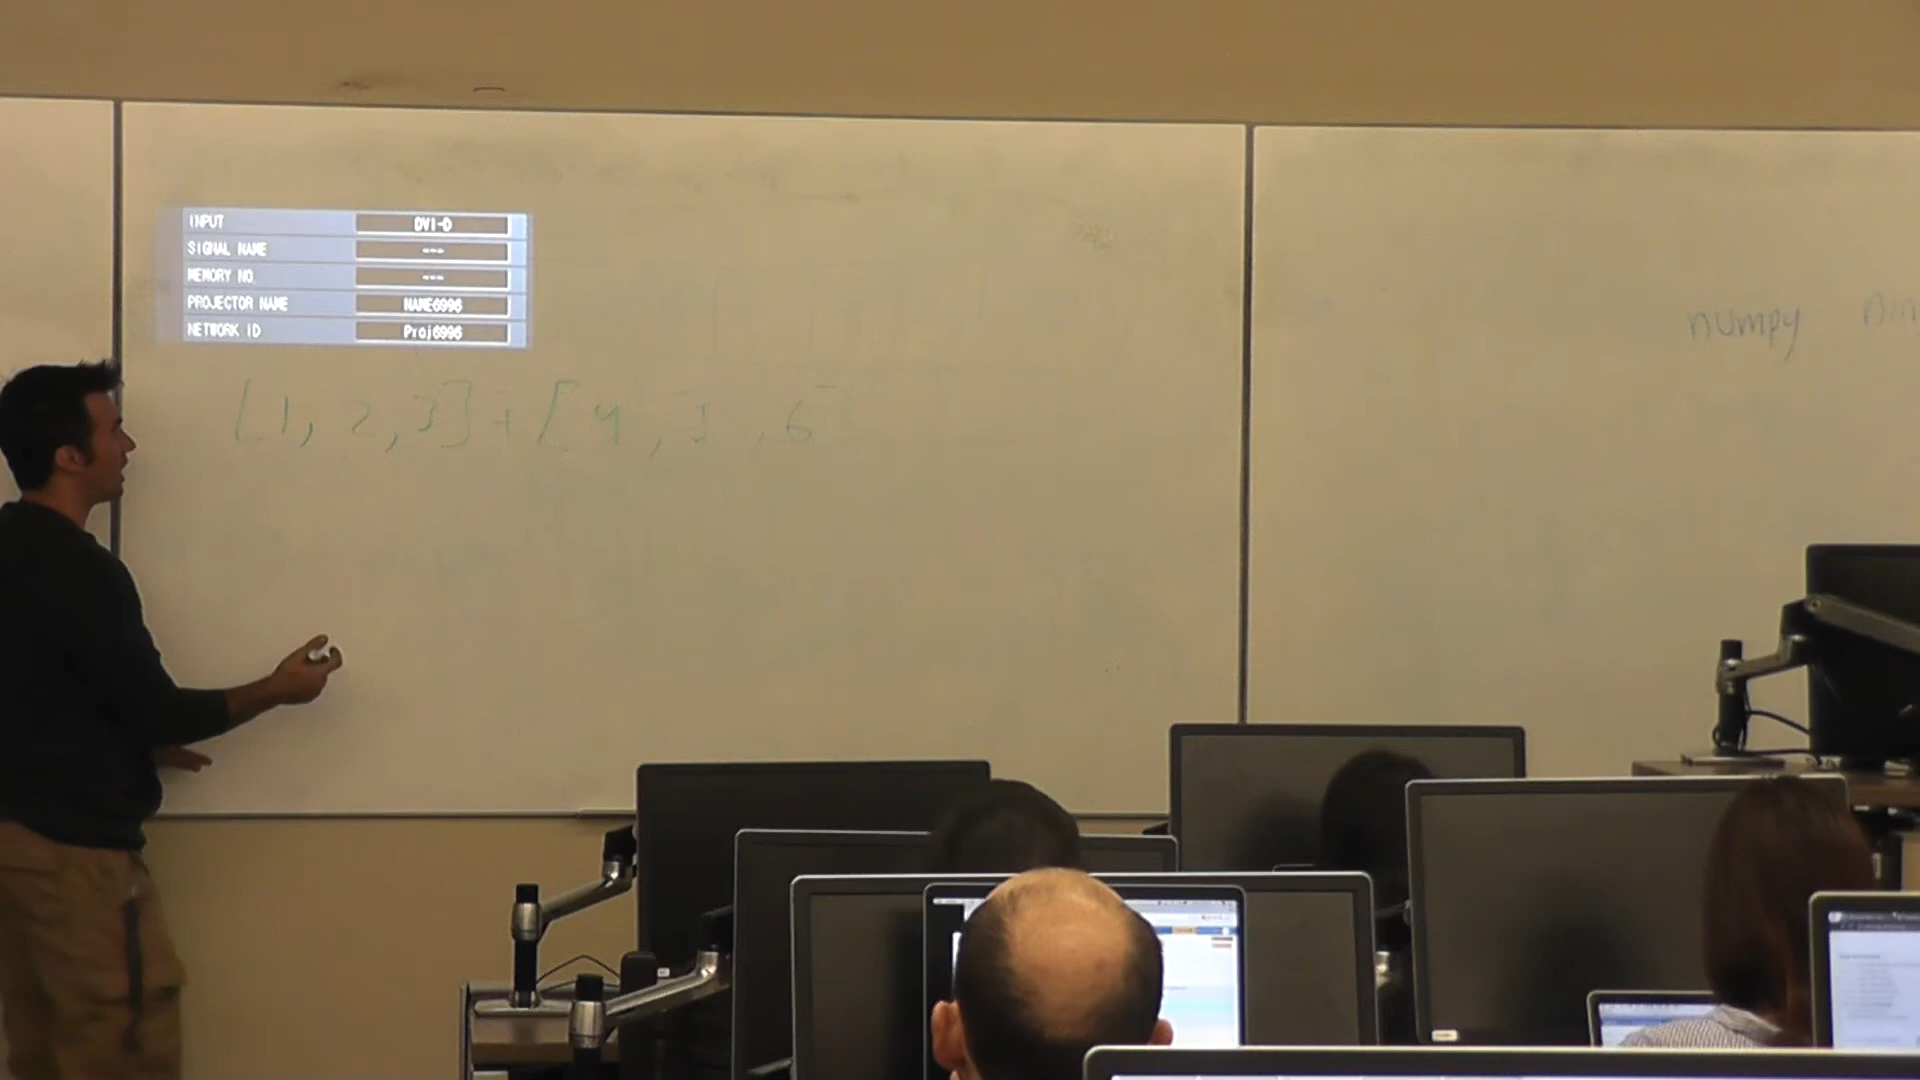 INPUT DVI-D
SIGNAL NAME ---
MEMORY NO. ---
PROJECTOR NAME NAME6996
NETWORK ID Proj6996
numpy
[1, 2, 3] + [4, 5, 6